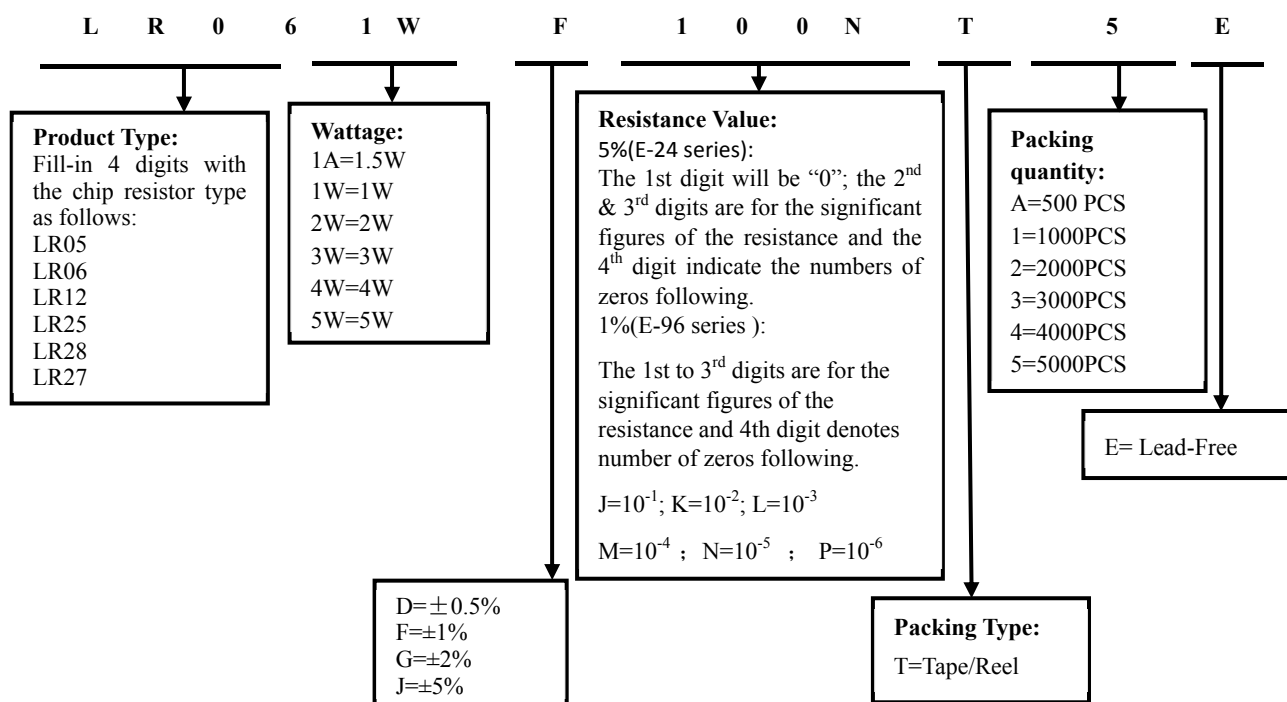 L R 0 6 1 W F 1 0 0 N T 5 E
Product Type:
Fill-in 4 digits with
the chip resistor type
as follows:
LR05
LR06
LR12
LR25
LR28
LR27
Wattage:
1A=1.5W
1W=1W
2W=2W
3W=3W
4W=4W
5W=5W
Resistance Value:
5%(E-24 series):
The 1st digit will be “0”; the 2nd
& 3rd digits are for the significant
figures of the resistance and the
4th digit indicate the numbers of
zeros following.
1%(E-96 series ):
The 1st to 3rd digits are for the
significant figures of the
resistance and 4th digit denotes
number of zeros following.
J=10-1; K=10-2; L=10-3
M=10-4 ； N=10-5 ； P=10-6
Packing
quantity:
A=500 PCS
1=1000PCS
2=2000PCS
3=3000PCS
4=4000PCS
5=5000PCS
E= Lead-Free
D=±0.5%
F=±1%
G=±2%
J=±5%
Packing Type:
T=Tape/Reel